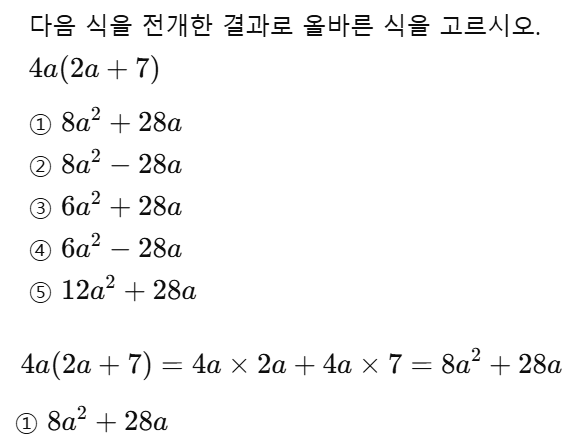 다음 식을 전개한 결과로 올바른 식을 고르시오.
4a(2a + 7)
① 8a² + 28a
② 8a² − 28a
③ 6a² + 28a
④ 6a² − 28a
⑤ 12a² + 28a
4a(2a + 7) = 4a × 2a + 4a × 7 = 8a² + 28a
① 8a² + 28a